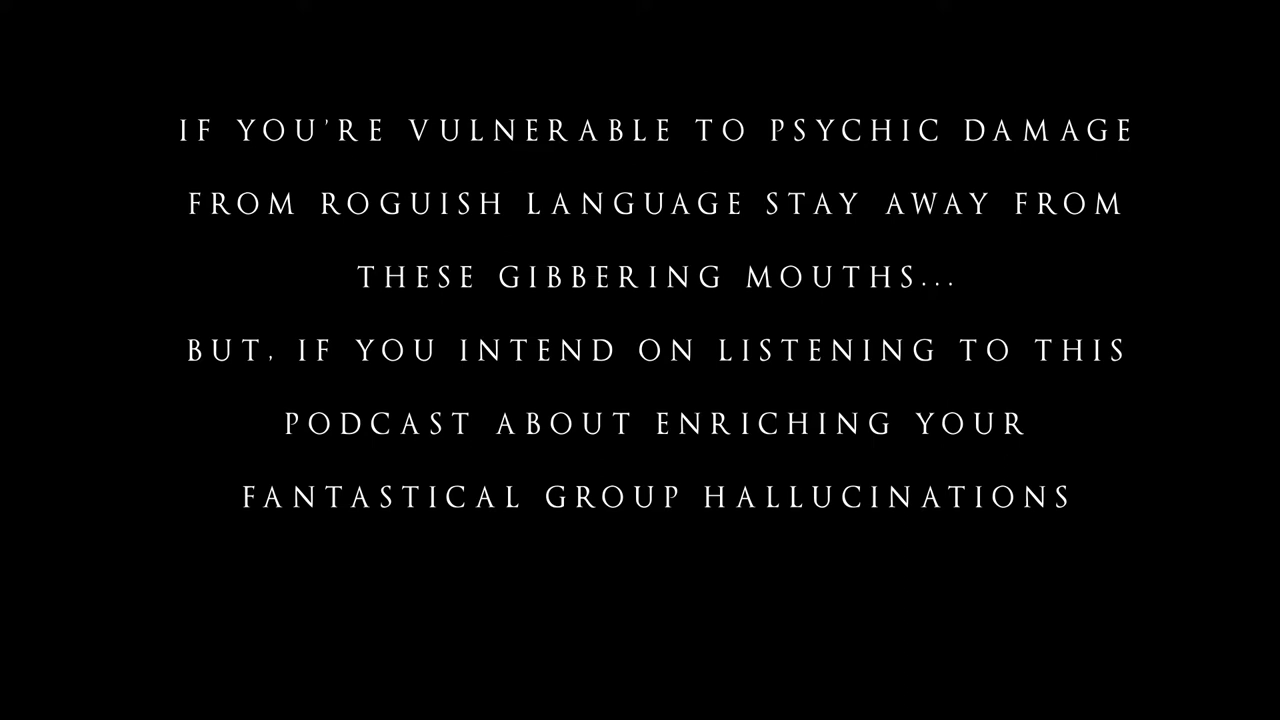 IF YOU'RE VULNERABLE TO PSYCHIC DAMAGE
FROM ROGUISH LANGUAGE STAY AWAY FROM
THESE GIBBERING MOUTHS...
BUT, IF YOU INTEND ON LISTENING TO THIS
PODCAST ABOUT ENRICHING YOUR
FANTASTICAL GROUP HALLUCINATIONS